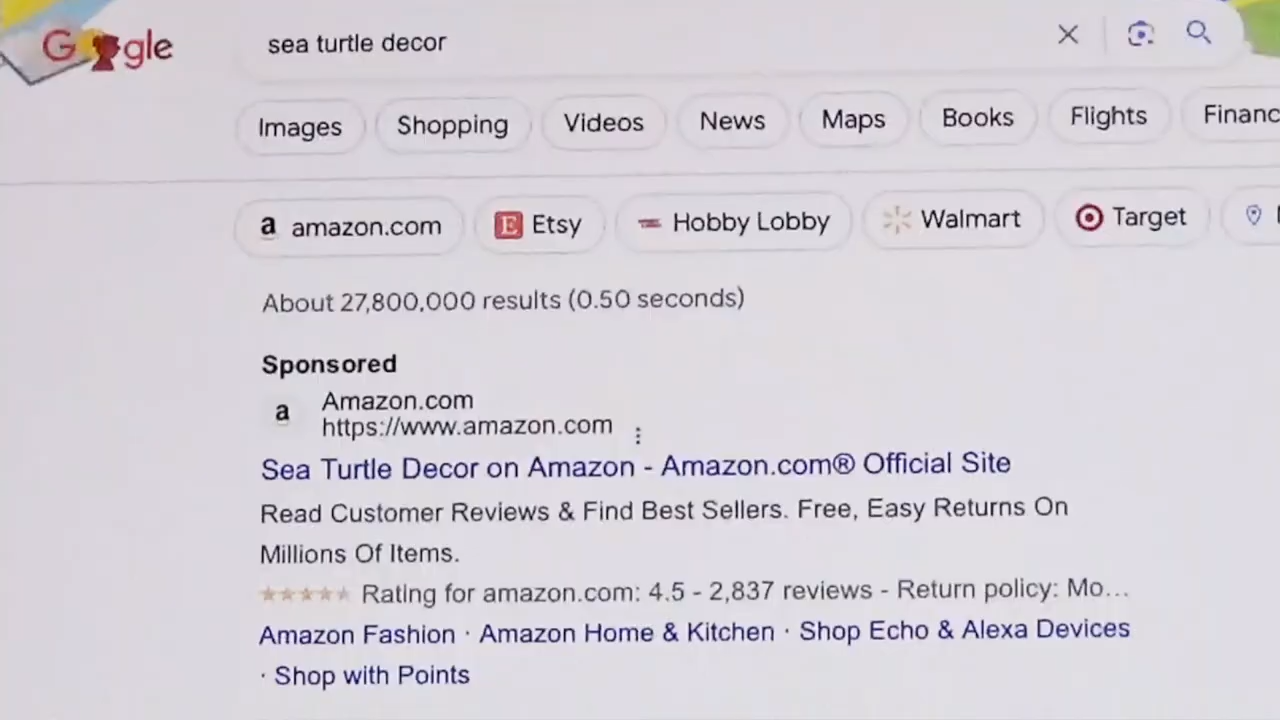 Google
sea turtle decor
Images Shopping Videos News Maps Books Flights Financ
a amazon.com E Etsy Hobby Lobby Walmart Target
About 27,800,000 results (0.50 seconds)
Sponsored
a Amazon.com
https://www.amazon.com
Sea Turtle Decor on Amazon - Amazon.com® Official Site
Read Customer Reviews & Find Best Sellers. Free, Easy Returns On
Millions Of Items.
Rating for amazon.com: 4.5 - 2,837 reviews - Return policy: Mo...
Amazon Fashion · Amazon Home & Kitchen · Shop Echo & Alexa Devices
· Shop with Points